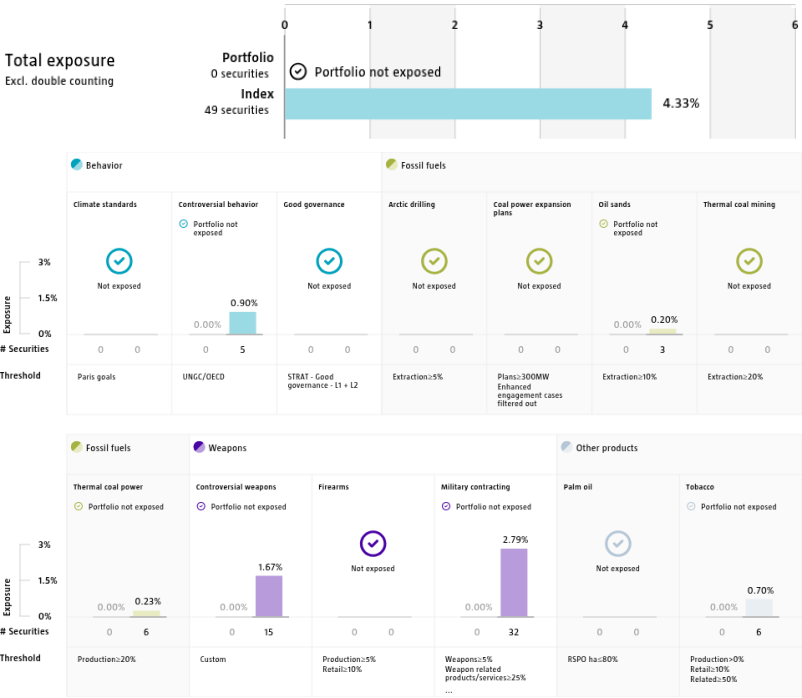 0 1 2 3 4 5 6
Total exposure
Excl. double counting
Portfolio
0 securities
Portfolio not exposed
Index
49 securities
4.33%
Behavior
Fossil fuels
Climate standards
Controversial behavior
Good governance
Arctic drilling
Coal power expansion
plans
Oil sands
Thermal coal mining
Portfolio not
exposed
Portfolio not
exposed
Exposure
3%
1.5%
0%
Not exposed
0.00%
0.90%
Not exposed
Not exposed
Not exposed
0.00%
0.20%
Not exposed
# Securities
0 0 0 5 0 0 0 0 0 0 0 3 0 0
Threshold
Paris goals
UNGC/OECD
STRAT - Good
governance - L1 + L2
Extraction≥5%
Plans≥300MW
Enhanced
engagement cases
filtered out
Extraction≥10%
Extraction≥20%
Fossil fuels
Weapons
Other products
Thermal coal power
Controversial weapons
Firearms
Military contracting
Palm oil
Tobacco
Portfolio not exposed
Portfolio not exposed
Portfolio not exposed
Portfolio not exposed
Exposure
3%
1.5%
0%
0.00%
0.23%
0.00%
1.67%
Not exposed
0.00%
2.79%
Not exposed
0.00%
0.70%
# Securities
0 6 0 15 0 0 0 32 0 0 0 6
Threshold
Production≥20%
Custom
Production≥5%
Retail≥10%
Weapons≥5%
Weapon related
products/services≥25%
...
RSPO ha≤80%
Production>0%
Retail≥10%
Related≥50%